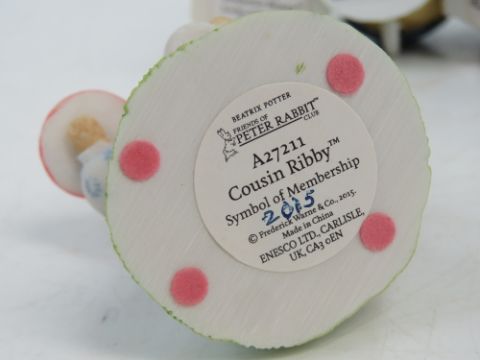 BEATRIX POTTER
FRIENDS OF
PETER RABBIT™
CLUB
A27211
Cousin Ribby™
Symbol of Membership
2015
© Frederick Warne & Co., 2015.
Made in China
ENESCO LTD., CARLISLE,
UK, CA3 0EN